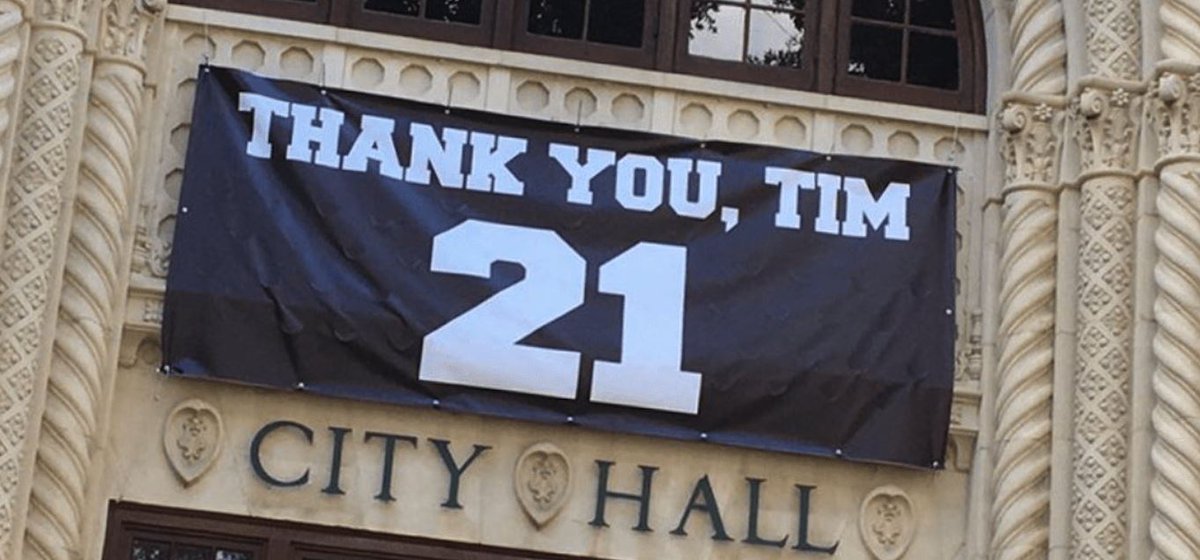 THANK YOU, TIM
21
CITY HALL